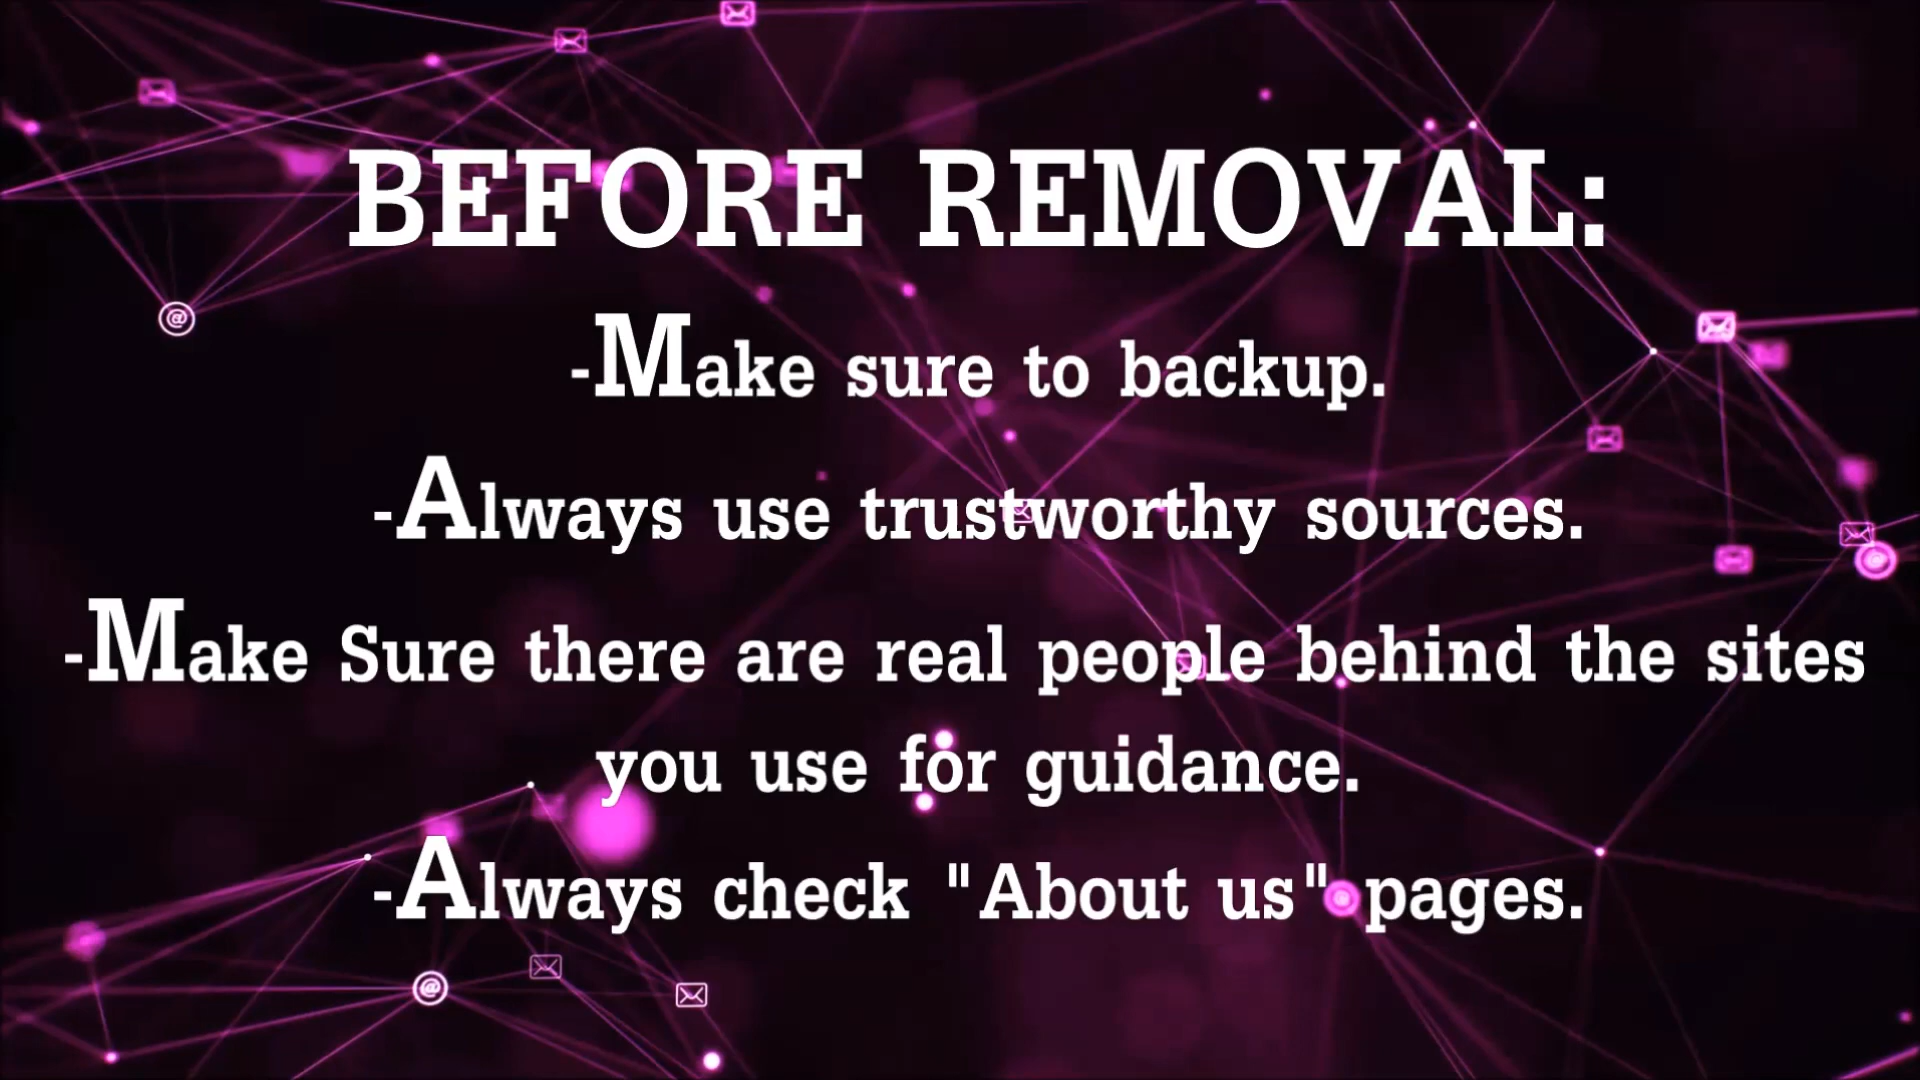 BEFORE REMOVAL:
-Make sure to backup.
-Always use trustworthy sources.
-Make Sure there are real people behind the sites
you use for guidance.
-Always check "About us" pages.